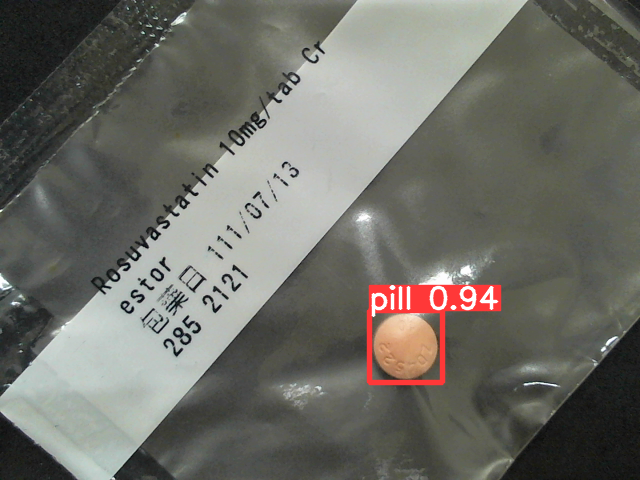 Rosuvastatin 10mg/tab Cr
estor
包藥日 111/07/13
285 2121
pill 0.94